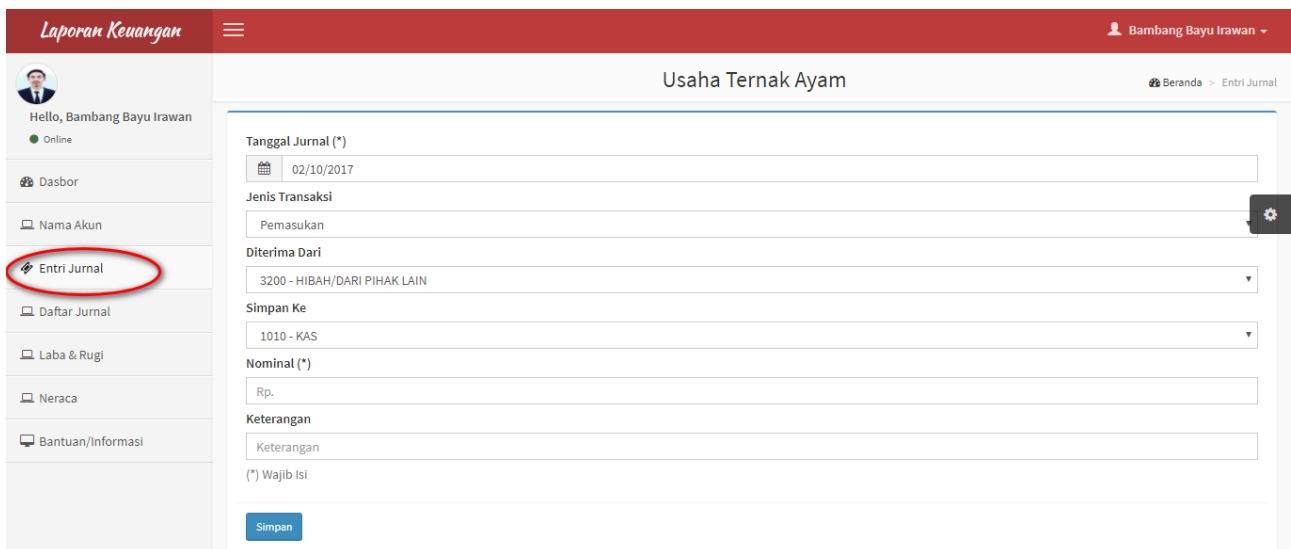 Laporan Keuangan
Bambang Bayu Irawan
Usaha Ternak Ayam
Beranda > Entri Jurnal
Hello, Bambang Bayu Irawan
Online
Dasbor
Nama Akun
Entri Jurnal
Daftar Jurnal
Laba & Rugi
Neraca
Bantuan/Informasi
Tanggal Jurnal (*)
02/10/2017
Jenis Transaksi
Pemasukan
Diterima Dari
3200 - HIBAH/DARI PIHAK LAIN
Simpan Ke
1010 - KAS
Nominal (*)
Rp.
Keterangan
Keterangan
(*) Wajib Isi
Simpan